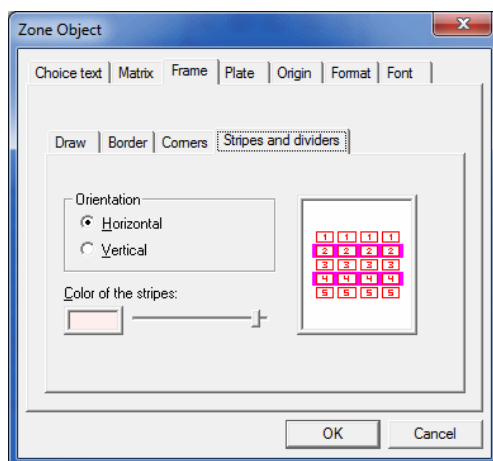 Zone Object
Choice text Matrix Frame Plate Origin Format Font
Draw Border Corners Stripes and dividers
Orientation
Horizontal
Vertical
Color of the stripes:
1 1 1 1
2 2 2 2
3 3 3 3
4 4 4 4
5 5 5 5
OK Cancel